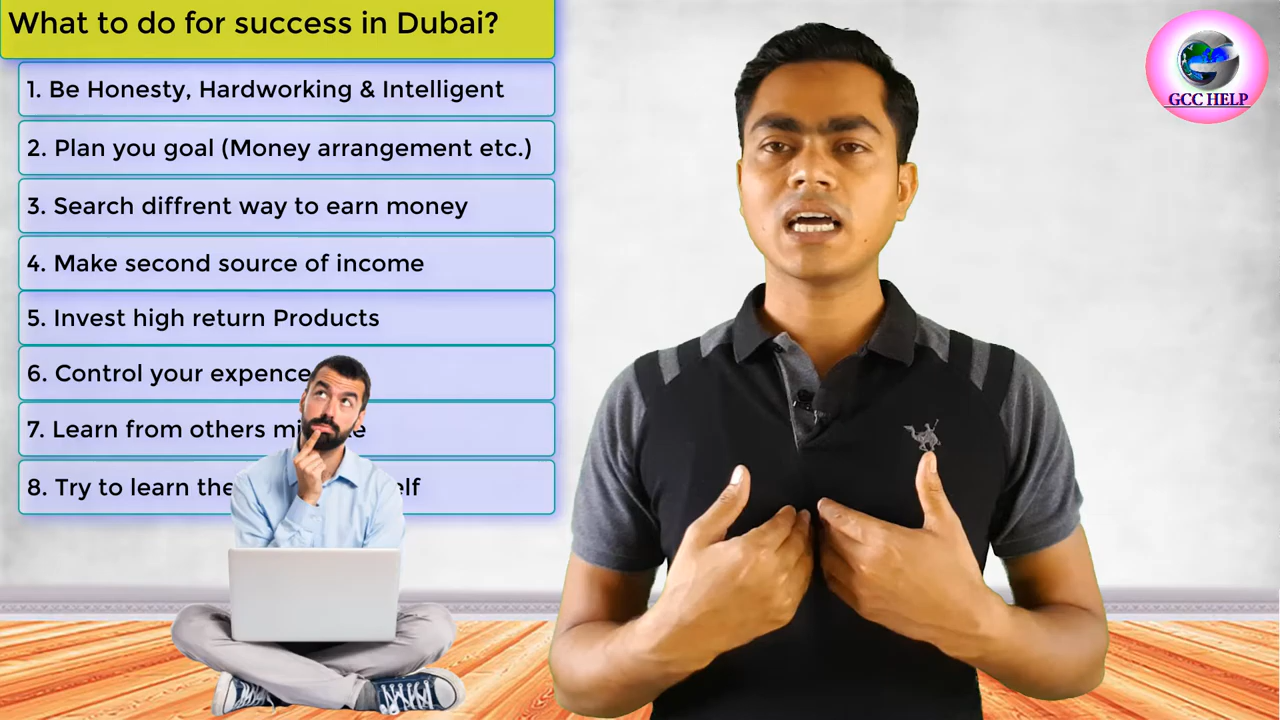 What to do for success in Dubai?
1. Be Honesty, Hardworking & Intelligent
2. Plan you goal (Money arrangement etc.)
3. Search diffrent way to earn money
4. Make second source of income
5. Invest high return Products
6. Control your
7. Learn from others
8. Try to learn
GCC HELP